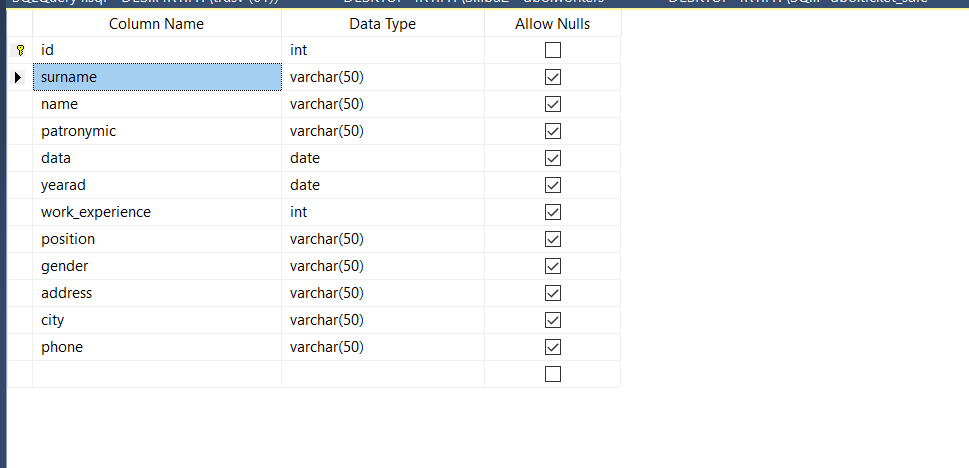 Column Name Data Type Allow Nulls
id int
surname varchar(50)
name varchar(50)
patronymic varchar(50)
data date
yearad date
work_experience int
position varchar(50)
gender varchar(50)
address varchar(50)
city varchar(50)
phone varchar(50)